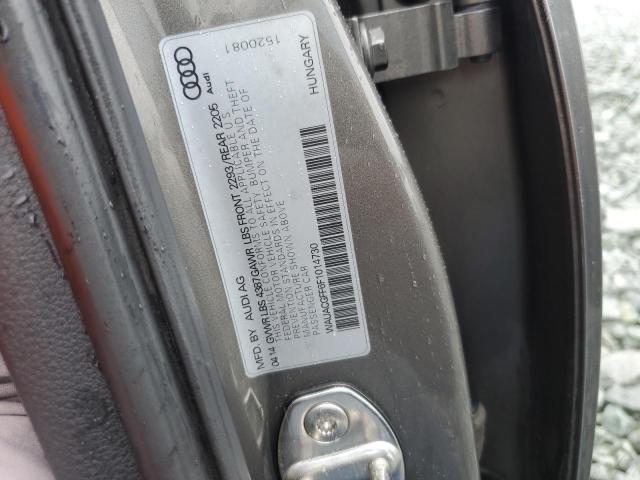 MFD. BY AUDI AG
Audi
04 14 GVWR LBS 4387 GAWR LBS FRONT 2293/REAR 2205
THIS VEHICLE CONFORMS TO ALL APPLICABLE U.S.
FEDERAL MOTOR VEHICLE SAFETY, BUMPER AND THEFT
PREVENTION STANDARDS IN EFFECT ON THE DATE OF
MANUFACTURE SHOWN ABOVE
PASSENGER CAR
WAUACGFF8F1014730
1520081
HUNGARY